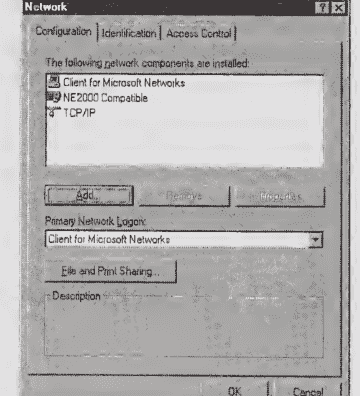 Network
Configuration Identification Access Control
The following network components are installed:
Client for Microsoft Networks
NE2000 Compatible
TCP/IP
Add... Remove Properties
Primary Network Logon:
Client for Microsoft Networks
File and Print Sharing...
Description
OK Cancel